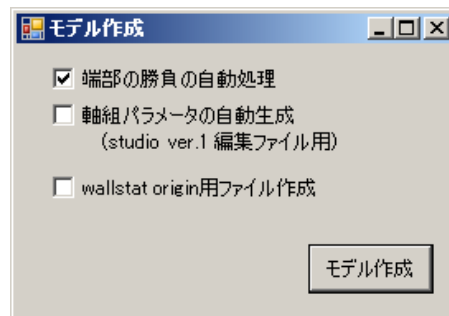 モデル作成
端部の勝負の自動処理
軸組パラメータの自動生成
(studio ver.1 編集ファイル用)
wallstat origin用ファイル作成
モデル作成